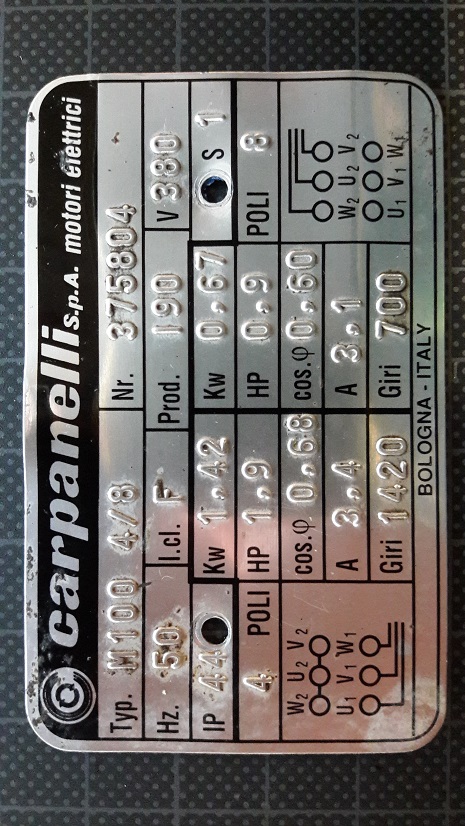 carpanelli S.p.A. motori elettrici
Typ. M100 4/8 Nr. 375804
Hz. 50 I.cl. F Prod. 190 V 380
IP 44 Kw 1,42 Kw 0,67 S 1
4 POLI HP 1,9 HP 0,9 POLI 8
cos.φ 0,68 cos.φ 0,60
W2 U2 V2 A 3,4 A 3,1 W2 U2 V2
U1 V1 W1 Giri 1420 Giri 700 U1 V1 W1
BOLOGNA - ITALY